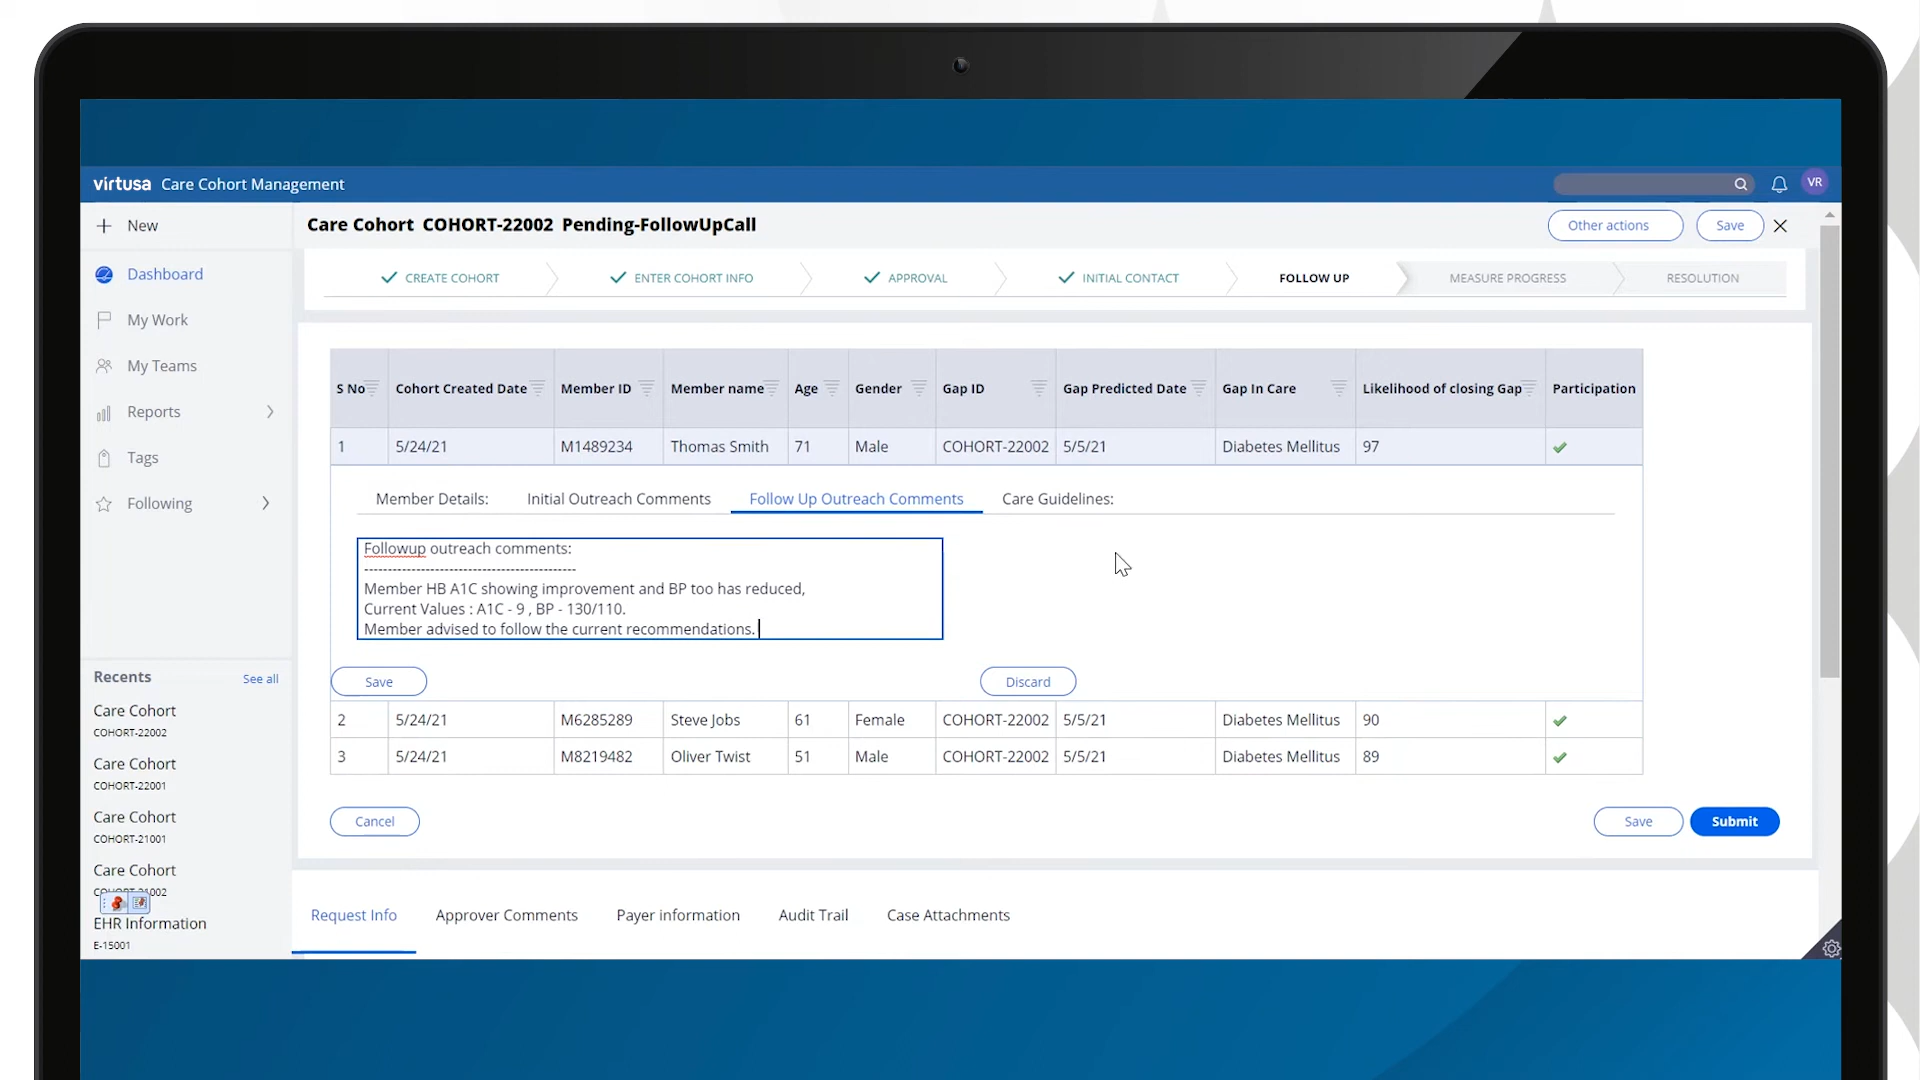 virtusa Care Cohort Management
VR
New
Care Cohort COHORT-22002 Pending-FollowUpCall
Other actions
Save
Dashboard
My Work
My Teams
Reports
Tags
Following
CREATE COHORT
ENTER COHORT INFO
APPROVAL
INITIAL CONTACT
FOLLOW UP
MEASURE PROGRESS
RESOLUTION
S No Cohort Created Date Member ID Member name Age Gender Gap ID Gap Predicted Date Gap In Care Likelihood of closing Gap Participation
1 5/24/21 M1489234 Thomas Smith 71 Male COHORT-22002 5/5/21 Diabetes Mellitus 97
Member Details: Initial Outreach Comments Follow Up Outreach Comments Care Guidelines:
Followup outreach comments:
--------------------------------------------
Member HB A1C showing improvement and BP too has reduced,
Current Values : A1C - 9 , BP - 130/110.
Member advised to follow the current recommendations.
Save Discard
2 5/24/21 M6285289 Steve Jobs 61 Female COHORT-22002 5/5/21 Diabetes Mellitus 90
3 5/24/21 M8219482 Oliver Twist 51 Male COHORT-22002 5/5/21 Diabetes Mellitus 89
Cancel
Save Submit
Recents See all
Care Cohort
COHORT-22002
Care Cohort
COHORT-22001
Care Cohort
COHORT-21001
Care Cohort
EHR Information
E-15001
Request Info Approver Comments Payer information Audit Trail Case Attachments